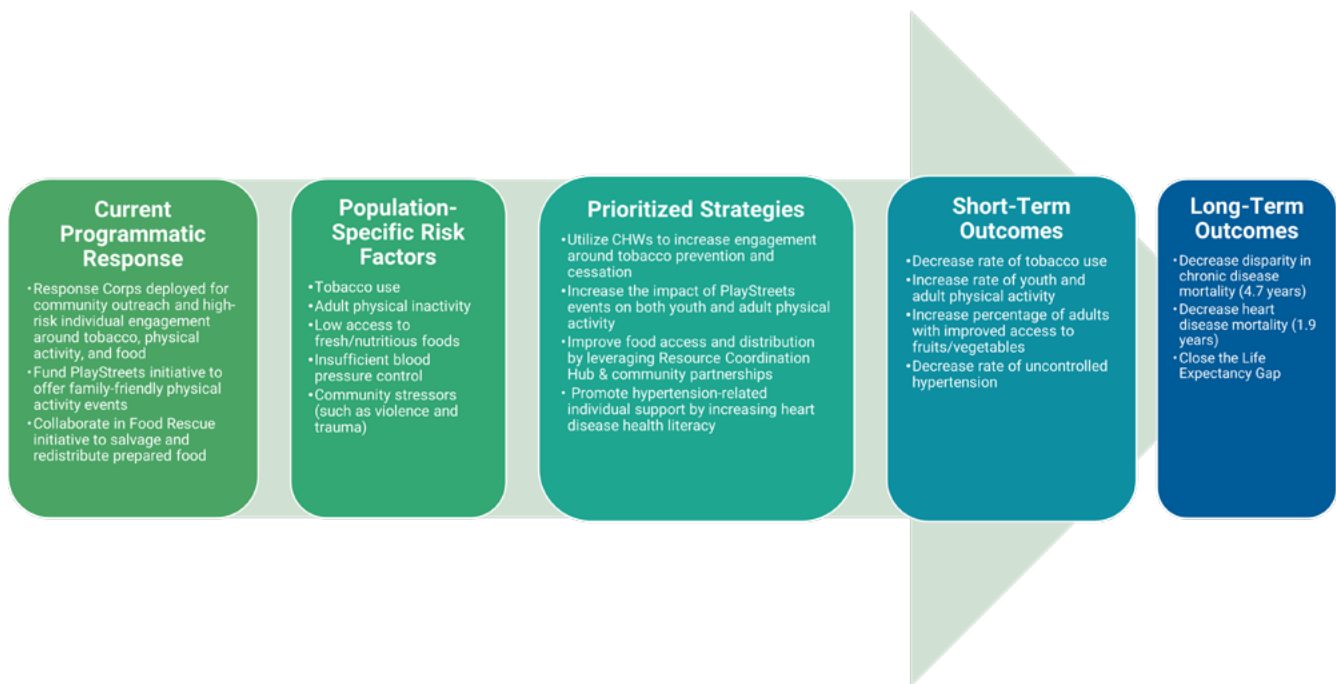 Current
Programmatic
Response
•Response Corps deployed for
community outreach and high-
risk individual engagement
around tobacco, physical
activity, and food
•Fund PlayStreets initiative to
offer family-friendly physical
activity events
•Collaborate in Food Rescue
initiative to salvage and
redistribute prepared food
Population-
Specific Risk
Factors
•Tobacco use
•Adult physical inactivity
•Low access to
fresh/nutritious foods
•Insufficient blood
pressure control
•Community stressors
(such as violence and
trauma)
Prioritized Strategies
•Utilize CHWs to increase engagement
around tobacco prevention and
cessation
•Increase the impact of PlayStreets
events on both youth and adult physical
activity
•Improve food access and distribution
by leveraging Resource Coordination
Hub & community partnerships
• Promote hypertension-related
individual support by increasing heart
disease health literacy
Short-Term
Outcomes
•Decrease rate of tobacco use
•Increase rate of youth and
adult physical activity
•Increase percentage of adults
with improved access to
fruits/vegetables
•Decrease rate of uncontrolled
hypertension
Long-Term
Outcomes
•Decrease disparity in
chronic disease
mortality (4.7 years)
•Decrease heart
disease mortality (1.9
years)
•Close the Life
Expectancy Gap